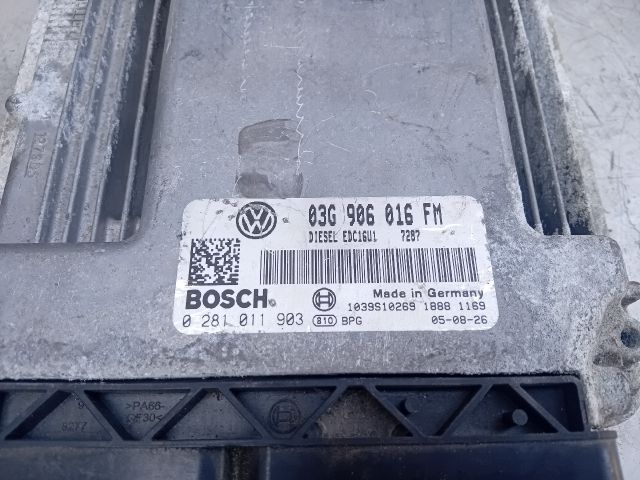 03G 906 016 FM
DIESEL EDC16U1 7287
BOSCH
Made in Germany
1039S10269 1888 1169
0 281 011 903 810 BPG 05-08-26
>PA66-
GF30<